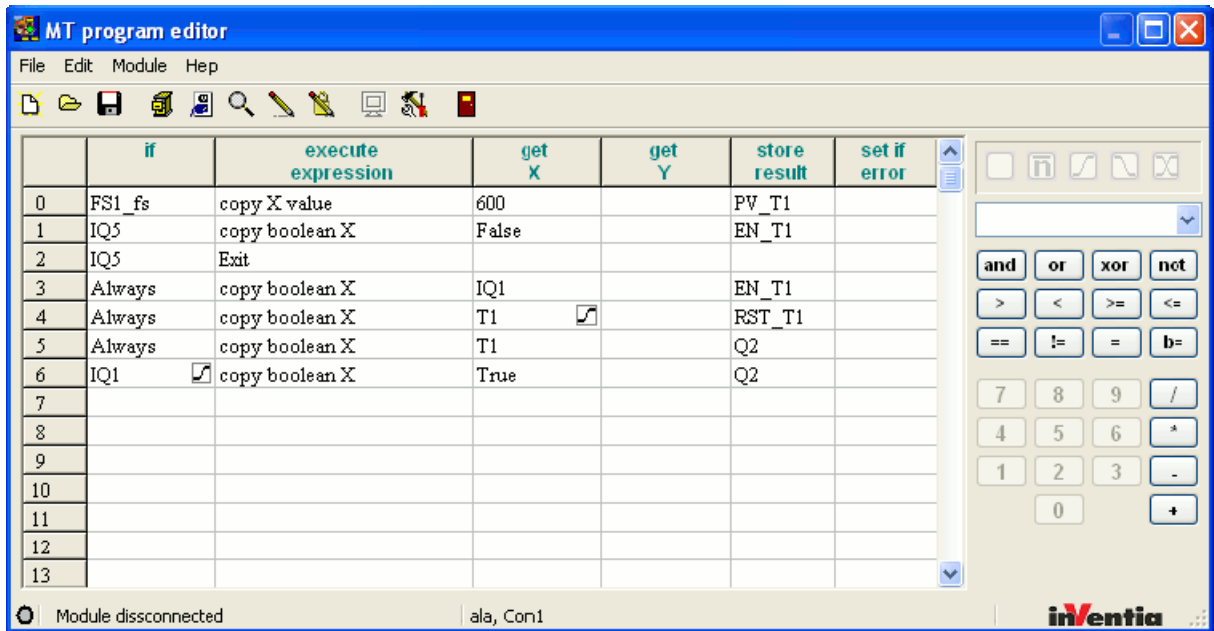 MT program editor
File Edit Module Hep
if execute expression get X get Y store result set if error
0 FS1_fs copy X value 600 PV_T1
1 IQ5 copy boolean X False EN_T1
2 IQ5 Exit
3 Always copy boolean X IQ1 EN_T1
4 Always copy boolean X T1 RST_T1
5 Always copy boolean X T1 Q2
6 IQ1 copy boolean X True Q2
7
8
9
10
11
12
13
n
and or xor not
> < >= <=
== != = b=
7 8 9 /
4 5 6 *
1 2 3 -
0 +
Module dissconnected ala, Con1 inVentia